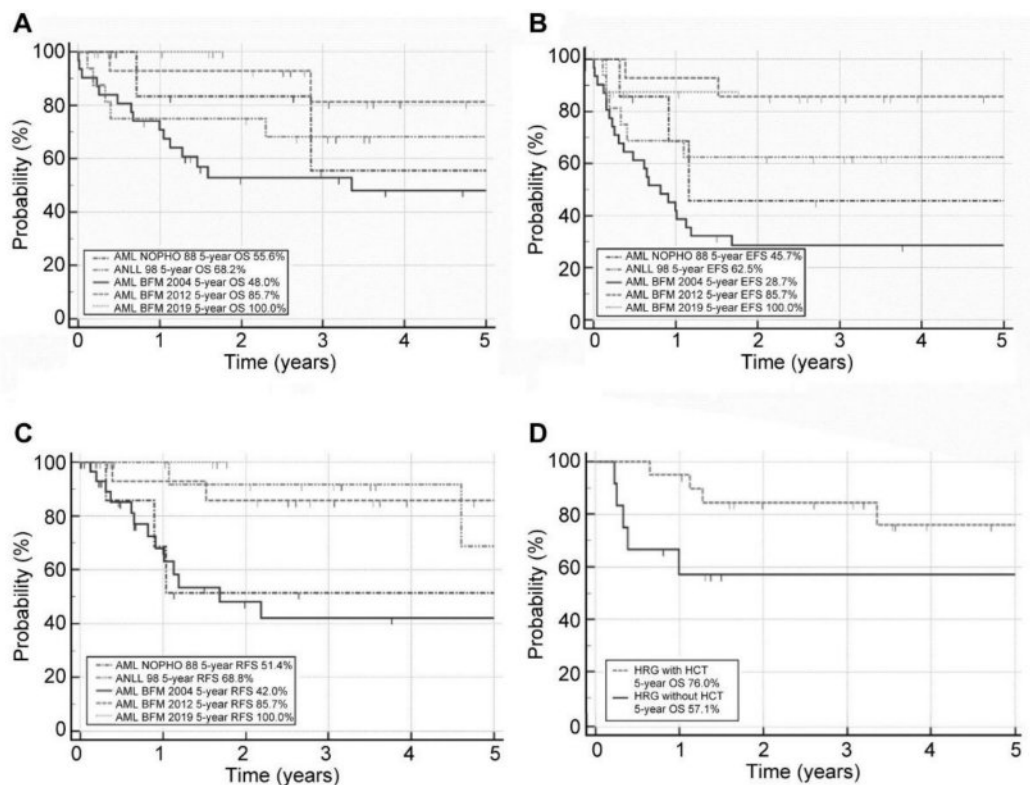 A
Probability (%)
100
80
60
40
20
0
AML NOPHO 88 5-year OS 55.6%
ANLL 98 5-year OS 68.2%
AML BFM 2004 5-year OS 48.0%
AML BFM 2012 5-year OS 85.7%
AML BFM 2019 5-year OS 100.0%
0 1 2 3 4 5
Time (years)
B
Probability (%)
100
80
60
40
20
0
AML NOPHO 88 5-year EFS 45.7%
ANLL 98 5-year EFS 62.5%
AML BFM 2004 5-year EFS 28.7%
AML BFM 2012 5-year EFS 85.7%
AML BFM 2019 5-year EFS 100.0%
0 1 2 3 4 5
Time (years)
C
Probability (%)
100
80
60
40
20
0
AML NOPHO 88 5-year RFS 51.4%
ANLL 98 5-year RFS 68.8%
AML BFM 2004 5-year RFS 42.0%
AML BFM 2012 5-year RFS 85.7%
AML BFM 2019 5-year RFS 100.0%
0 1 2 3 4 5
Time (years)
D
Probability (%)
100
80
60
40
20
0
HRG with HCT
5-year OS 76.0%
HRG without HCT
5-year OS 57.1%
0 1 2 3 4 5
Time (years)